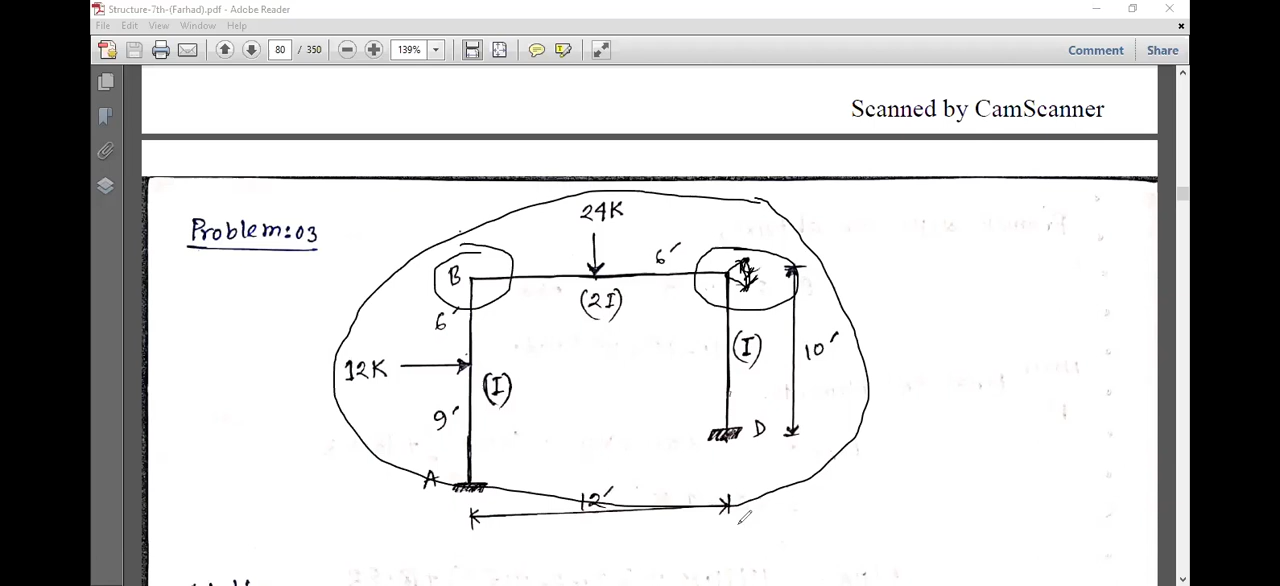 Structure-7th-(Farhad).pdf - Adobe Reader
File Edit View Window Help
80 / 350 139% Comment Share
Scanned by CamScanner
Problem:03
24K
B 6′
(2I)
6′
(I) 10′
12K
(I)
9′
D
A
12′